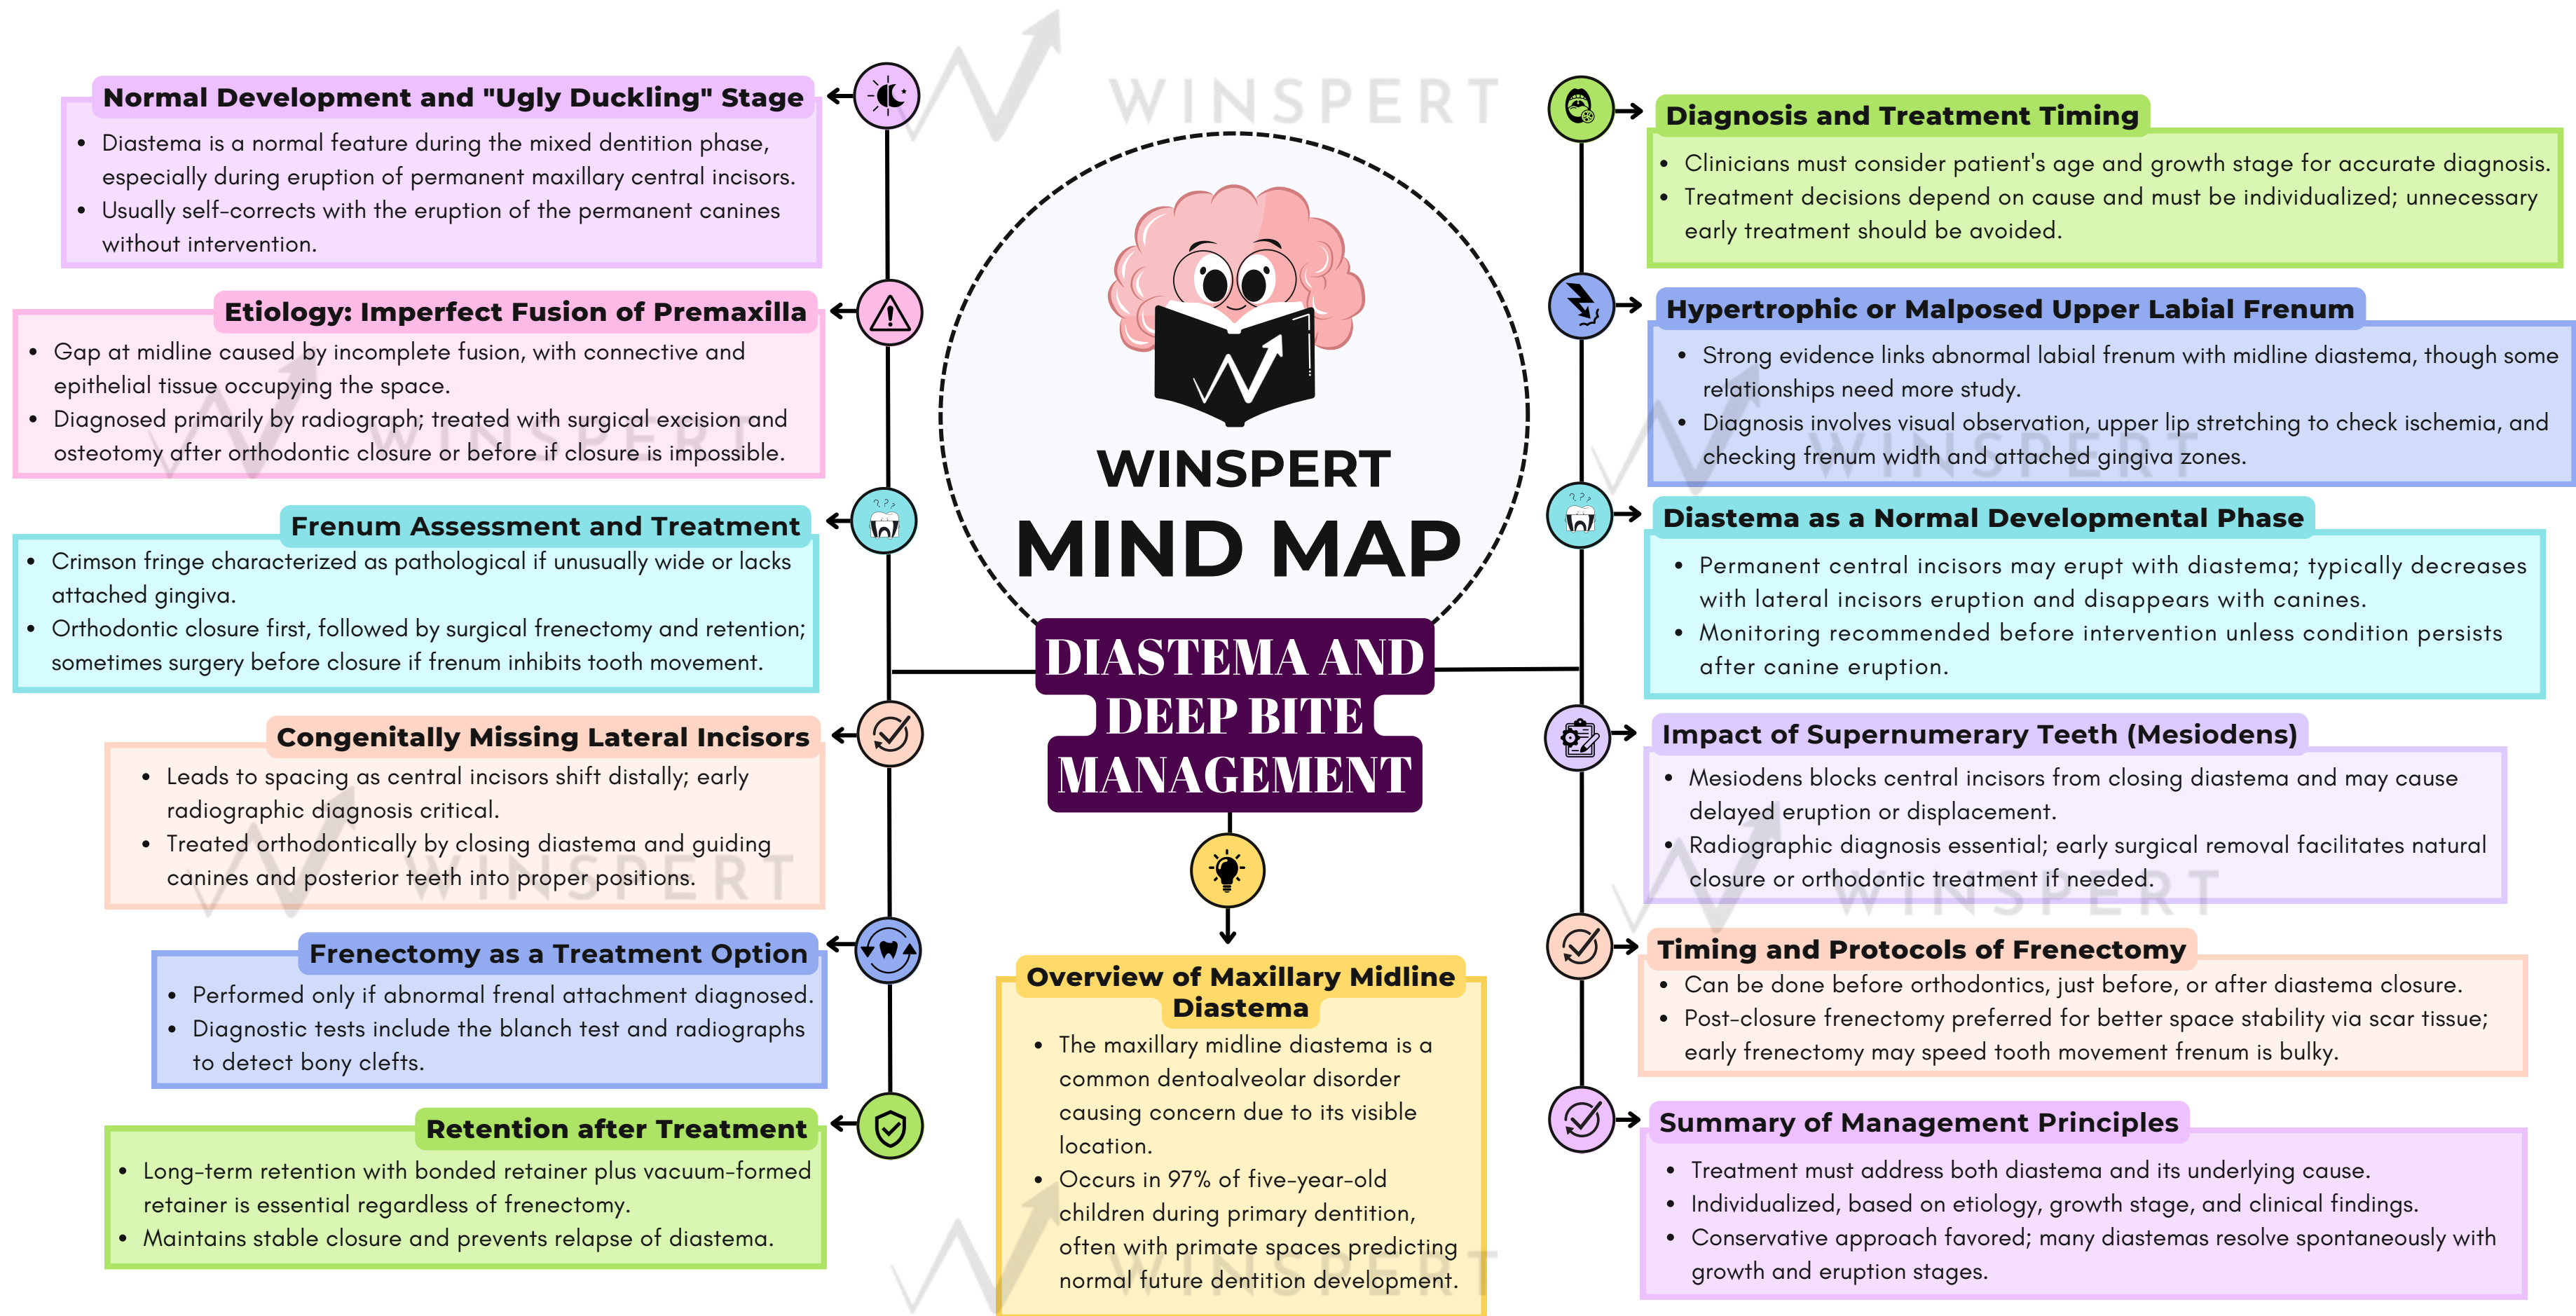 WINSPERT
Normal Development and "Ugly Duckling" Stage
• Diastema is a normal feature during the mixed dentition phase,
especially during eruption of permanent maxillary central incisors.
• Usually self-corrects with the eruption of the permanent canines
without intervention.
Etiology: Imperfect Fusion of Premaxilla
• Gap at midline caused by incomplete fusion, with connective and
epithelial tissue occupying the space.
• Diagnosed primarily by radiograph; treated with surgical excision and
osteotomy after orthodontic closure or before if closure is impossible.
WINSPERT
Frenum Assessment and Treatment
• Crimson fringe characterized as pathological if unusually wide or lacks
attached gingiva.
• Orthodontic closure first, followed by surgical frenectomy and retention;
sometimes surgery before closure if frenum inhibits tooth movement.
Congenitally Missing Lateral Incisors
• Leads to spacing as central incisors shift distally; early
radiographic diagnosis critical.
• Treated orthodontically by closing diastema and guiding
canines and posterior teeth into proper positions.
WINSPERT
Frenectomy as a Treatment Option
• Performed only if abnormal frenal attachment diagnosed.
• Diagnostic tests include the blanch test and radiographs
to detect bony clefts.
Retention after Treatment
• Long-term retention with bonded retainer plus vacuum-formed
retainer is essential regardless of frenectomy.
• Maintains stable closure and prevents relapse of diastema.
WINSPERT
MIND MAP
DIASTEMA AND
DEEP BITE
MANAGEMENT
Overview of Maxillary Midline
Diastema
• The maxillary midline diastema is a
common dentoalveolar disorder
causing concern due to its visible
location.
• Occurs in 97% of five-year-old
children during primary dentition,
often with primate spaces predicting
normal future dentition development.
WINSPERT
Diagnosis and Treatment Timing
• Clinicians must consider patient's age and growth stage for accurate diagnosis.
• Treatment decisions depend on cause and must be individualized; unnecessary
early treatment should be avoided.
Hypertrophic or Malposed Upper Labial Frenum
• Strong evidence links abnormal labial frenum with midline diastema, though some
relationships need more study.
• Diagnosis involves visual observation, upper lip stretching to check ischemia, and
checking frenum width and attached gingiva zones.
WINSPERT
Diastema as a Normal Developmental Phase
• Permanent central incisors may erupt with diastema; typically decreases
with lateral incisors eruption and disappears with canines.
• Monitoring recommended before intervention unless condition persists
after canine eruption.
Impact of Supernumerary Teeth (Mesiodens)
• Mesiodens blocks central incisors from closing diastema and may cause
delayed eruption or displacement.
• Radiographic diagnosis essential; early surgical removal facilitates natural
closure or orthodontic treatment if needed.
WINSPERT
Timing and Protocols of Frenectomy
• Can be done before orthodontics, just before, or after diastema closure.
• Post-closure frenectomy preferred for better space stability via scar tissue;
early frenectomy may speed tooth movement frenum is bulky.
Summary of Management Principles
• Treatment must address both diastema and its underlying cause.
• Individualized, based on etiology, growth stage, and clinical findings.
• Conservative approach favored; many diastemas resolve spontaneously with
growth and eruption stages.